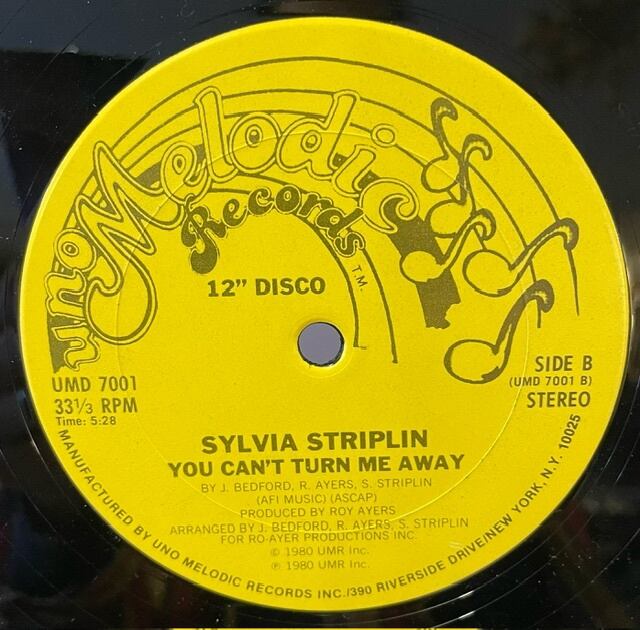 uno Melodic
Records T.M.
12" DISCO
UMD 7001
33⅓ RPM
Time: 5:28
SIDE B
(UMD 7001 B)
STEREO
SYLVIA STRIPLIN
YOU CAN'T TURN ME AWAY
BY J. BEDFORD, R. AYERS, S. STRIPLIN
(AFI MUSIC) (ASCAP)
PRODUCED BY ROY AYERS
ARRANGED BY J. BEDFORD, R. AYERS, S. STRIPLIN
FOR RO-AYER PRODUCTIONS INC.
© 1980 UMR Inc.
℗ 1980 UMR Inc.
MANUFACTURED BY UNO MELODIC RECORDS INC./390 RIVERSIDE DRIVE/NEW YORK, N.Y. 10025